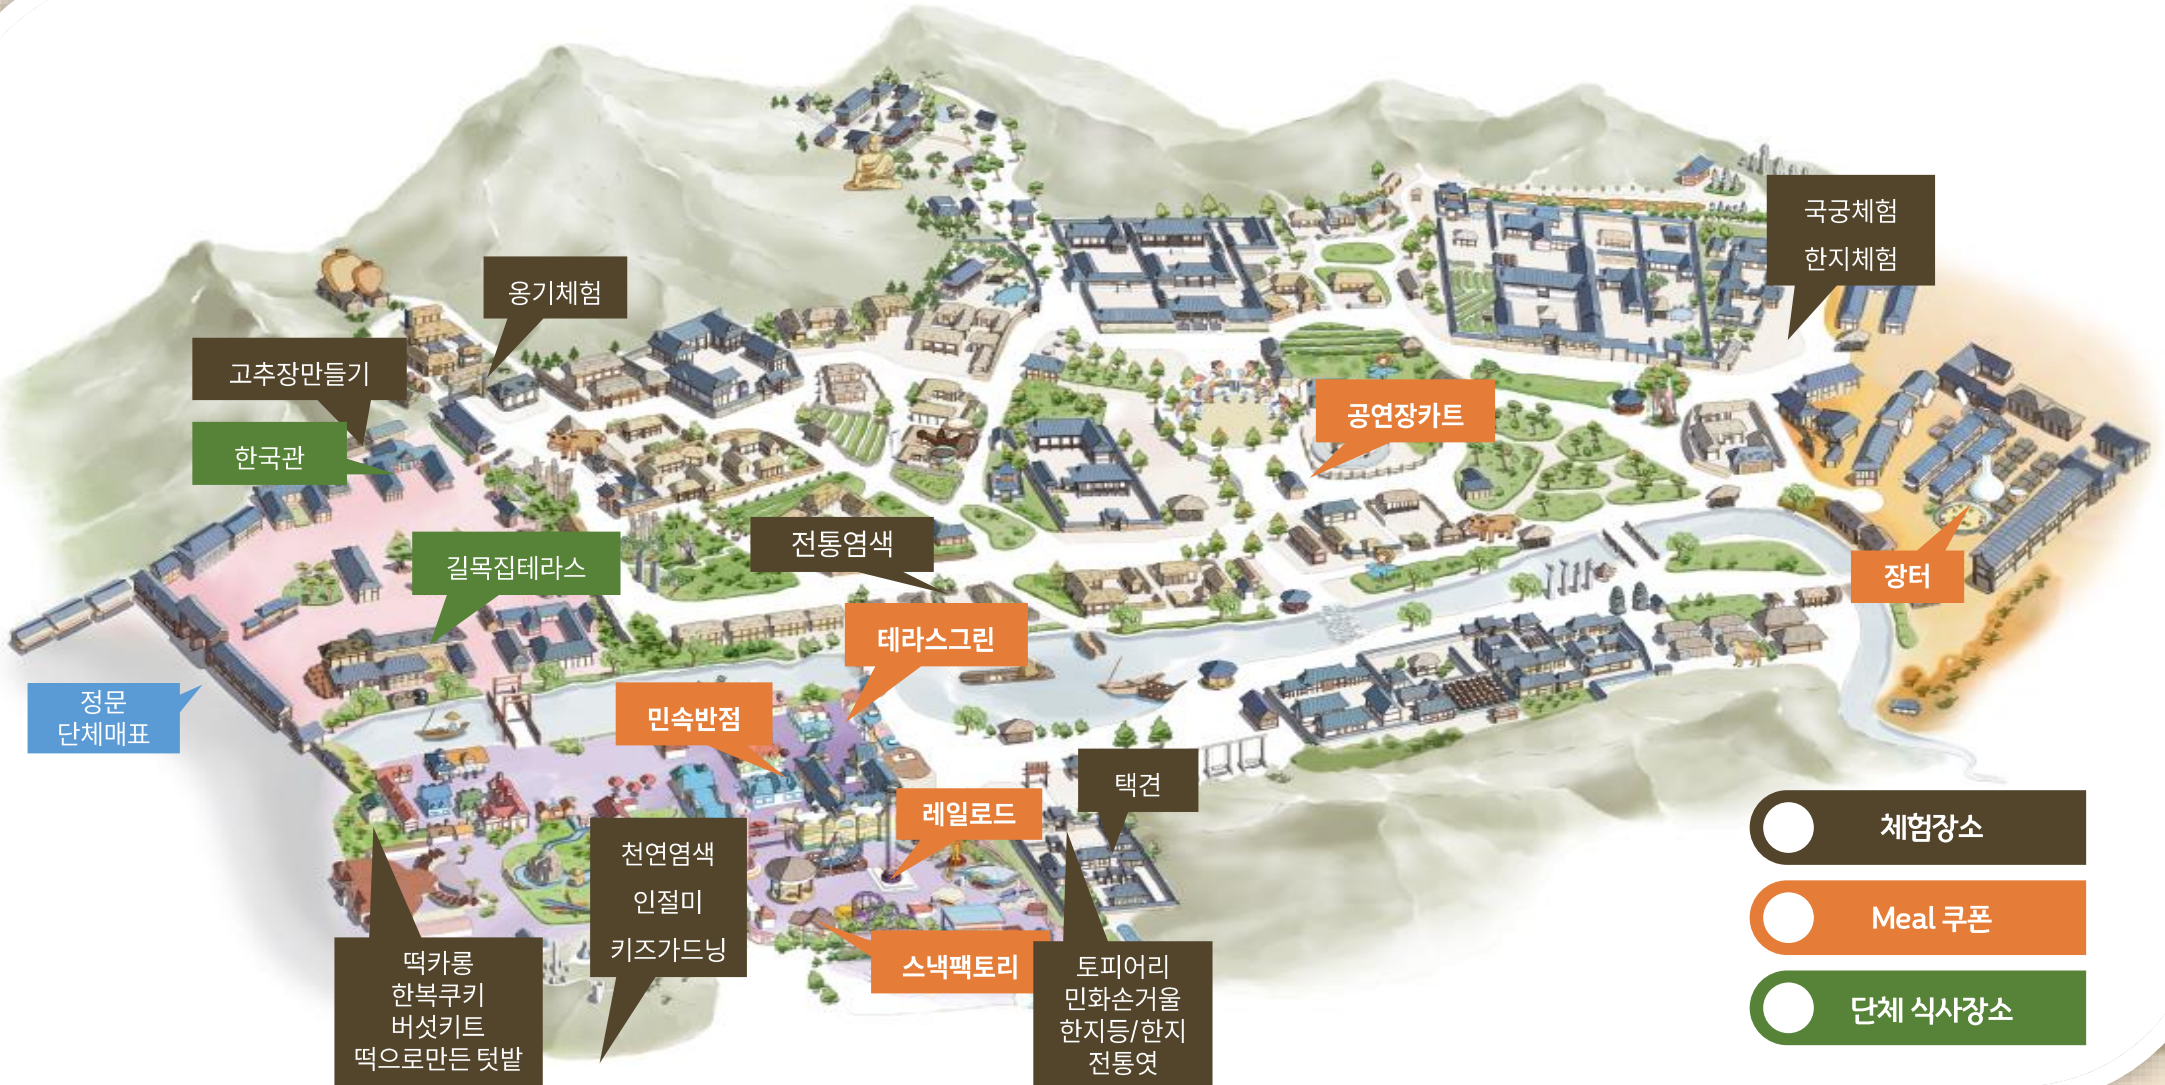 국궁체험
한지체험
옹기체험
고추장만들기
한국관
공연장카트
전통염색
길목집테라스
장터
테라스그린
정문
단체매표
민속반점
택견
레일로드
천연염색
인절미
키즈가드닝
스낵팩토리
떡카롱
한복쿠키
버섯키트
떡으로만든 텃밭
토피어리
민화손거울
한지등/한지
전통엿
체험장소
Meal 쿠폰
단체 식사장소